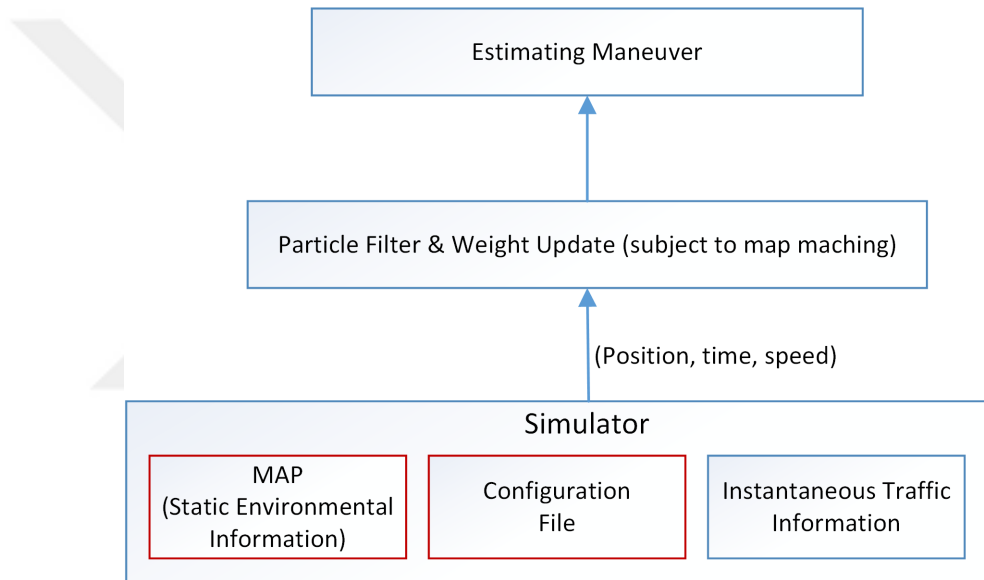 Estimating Maneuver
Particle Filter & Weight Update (subject to map maching)
(Position, time, speed)
Simulator
MAP
(Static Environmental
Information)
Configuration
File
Instantaneous Traffic
Information